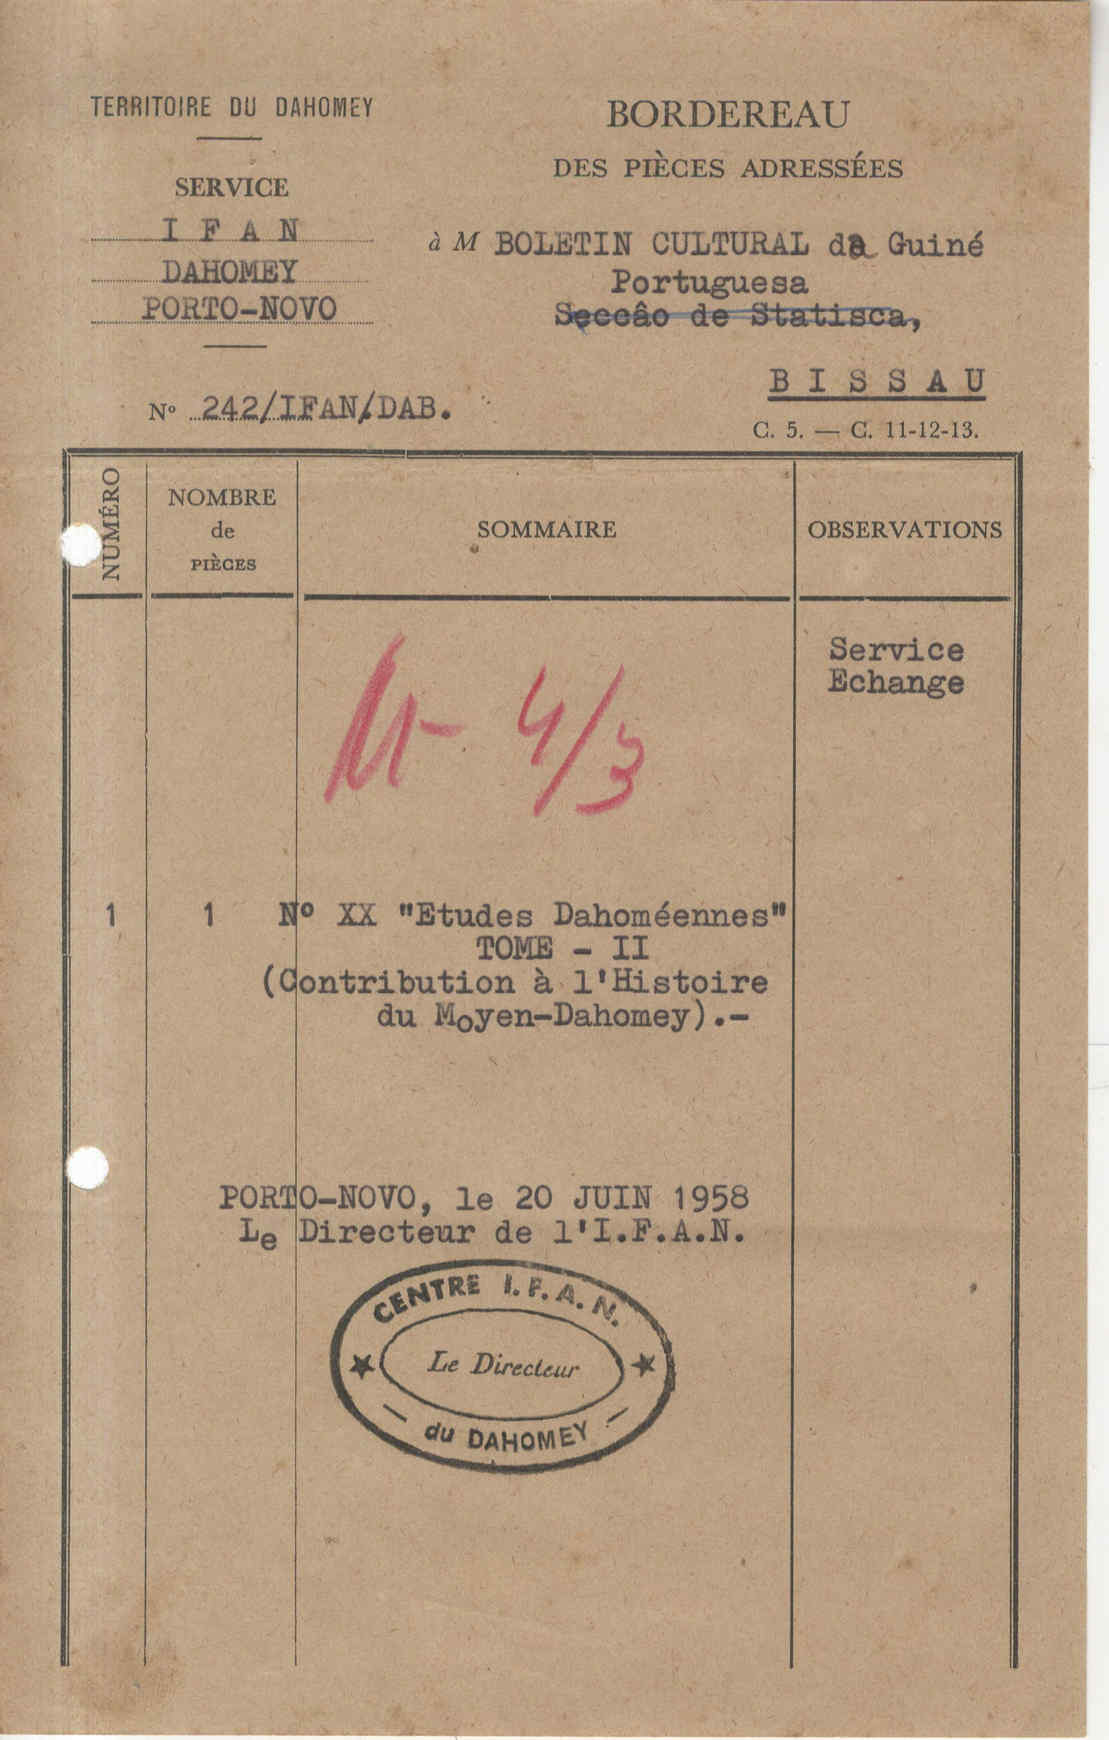 TERRITOIRE DU DAHOMEY
SERVICE
I F A N
DAHOMEY
PORTO-NOVO
N° 242/IFAN/DAB.
BORDEREAU
DES PIÈCES ADRESSÉES
à M BOLETIN CULTURAL da Guiné
Portuguesa
Seccâo de Statisca,
B I S S A U
C. 5. — C. 11-12-13.
NUMÉRO
NOMBRE
de
PIÈCES
SOMMAIRE
OBSERVATIONS
Service
Echange
4/3
1 1 N° XX "Etudes Dahoméennes"
TOME - II
(Contribution à l'Histoire
du Moyen-Dahomey).-
PORTO-NOVO, le 20 JUIN 1958
Le Directeur de l'I.F.A.N.
CENTRE I.F.A.N.
Le Directeur
du DAHOMEY